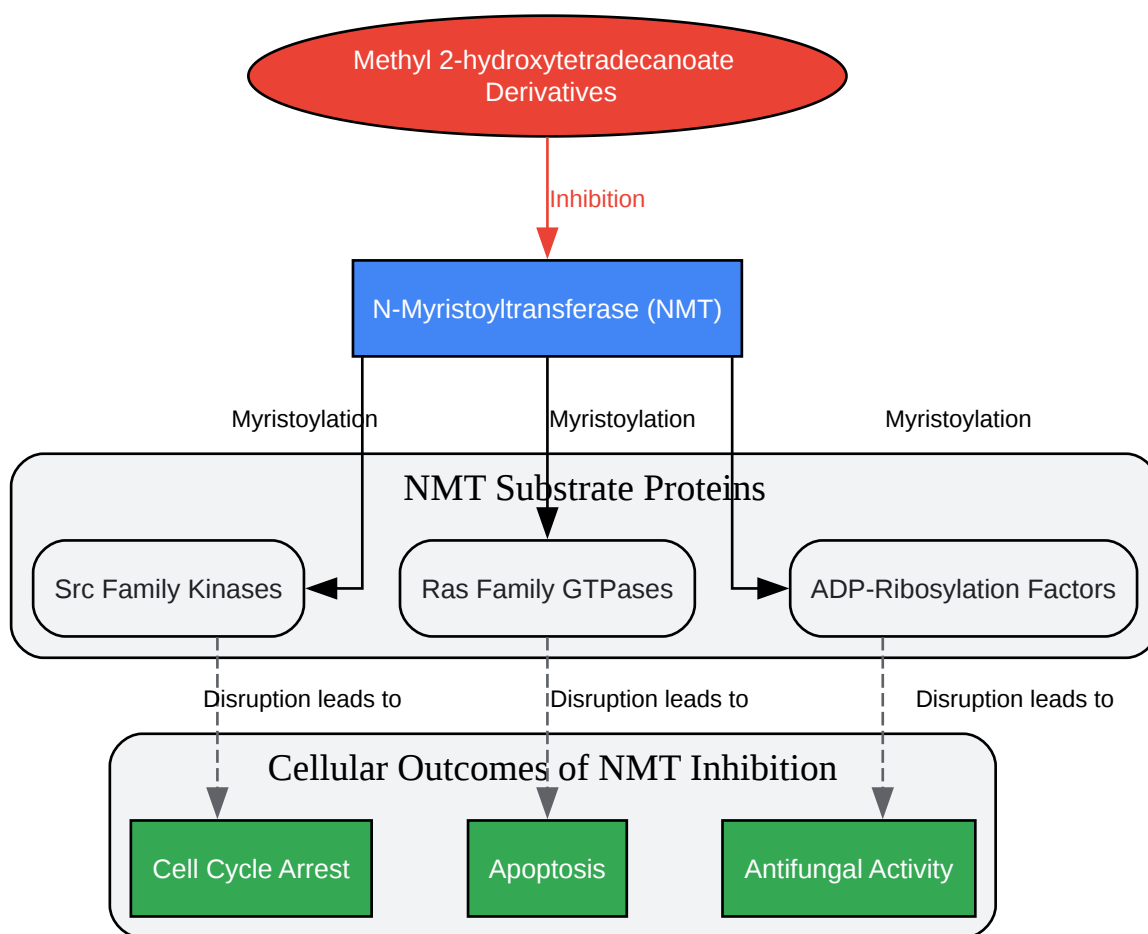 Methyl 2-hydroxytetradecanoate
Derivatives
Inhibition
N-Myristoyltransferase (NMT)
Myristoylation
Myristoylation
Myristoylation
NMT Substrate Proteins
Src Family Kinases
Ras Family GTPases
ADP-Ribosylation Factors
Disruption leads to
Disruption leads to
Disruption leads to
Cellular Outcomes of NMT Inhibition
Cell Cycle Arrest
Apoptosis
Antifungal Activity